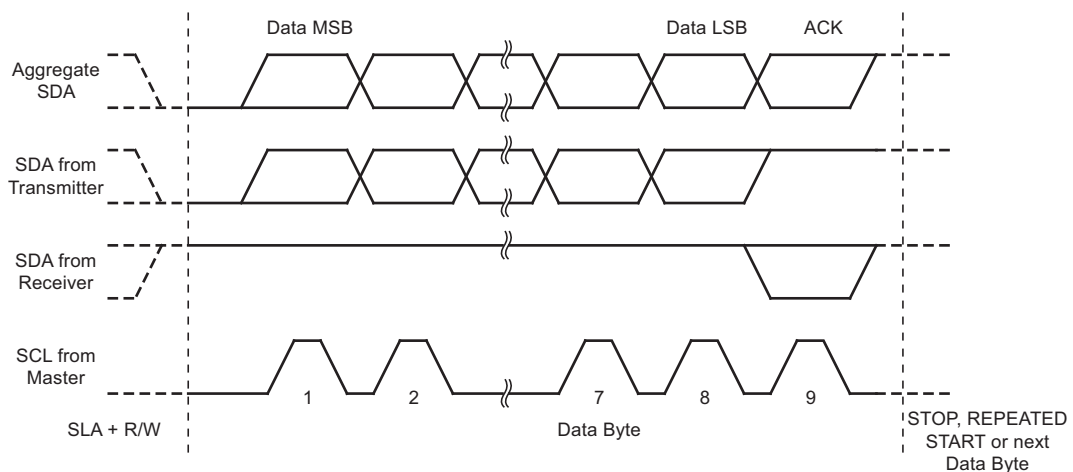 Data MSB
Data LSB
ACK
Aggregate
SDA
SDA from
Transmitter
SDA from
Receiver
SCL from
Master
1
2
7
8
9
SLA + R/W
Data Byte
STOP, REPEATED
START or next
Data Byte